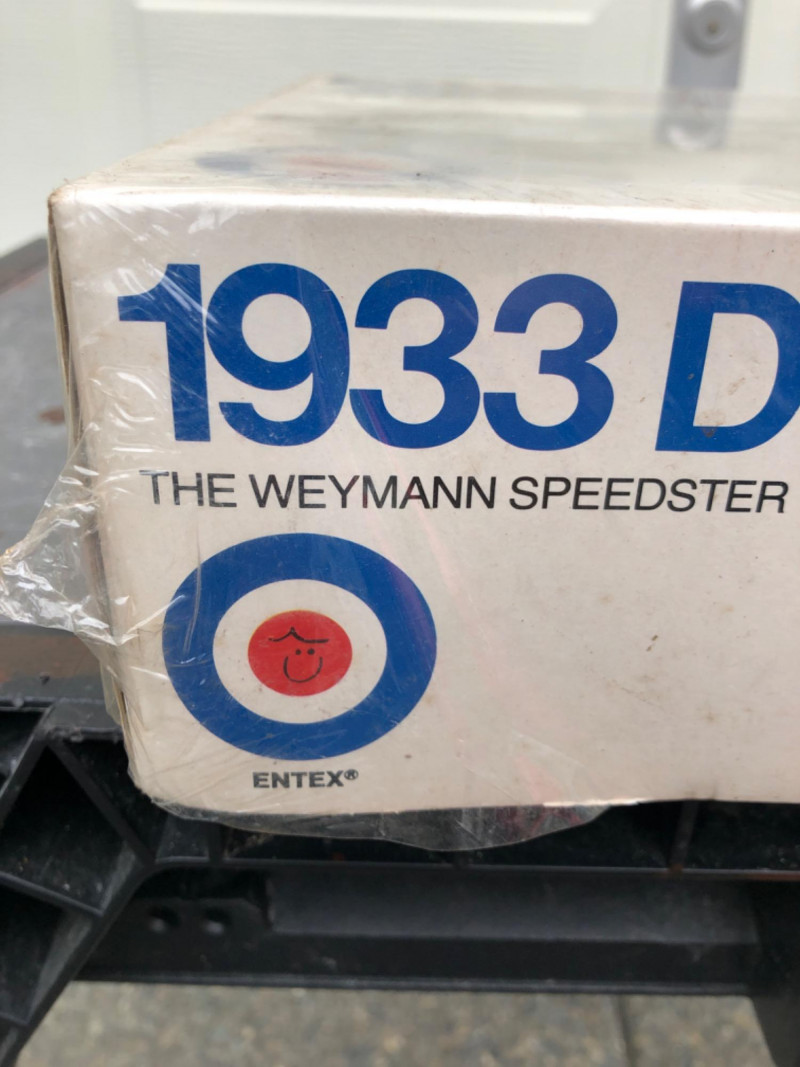 1933 D
THE WEYMANN SPEEDSTER
ENTEX®